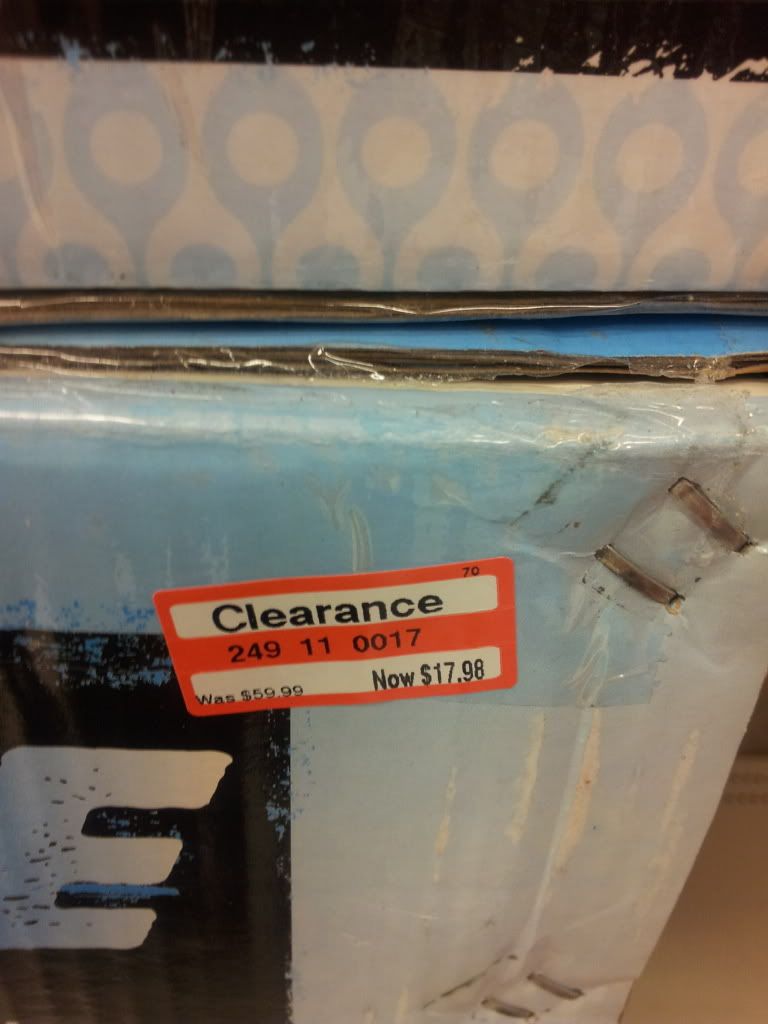 70
Clearance
249 11 0017
Was $59.99 Now $17.98
E